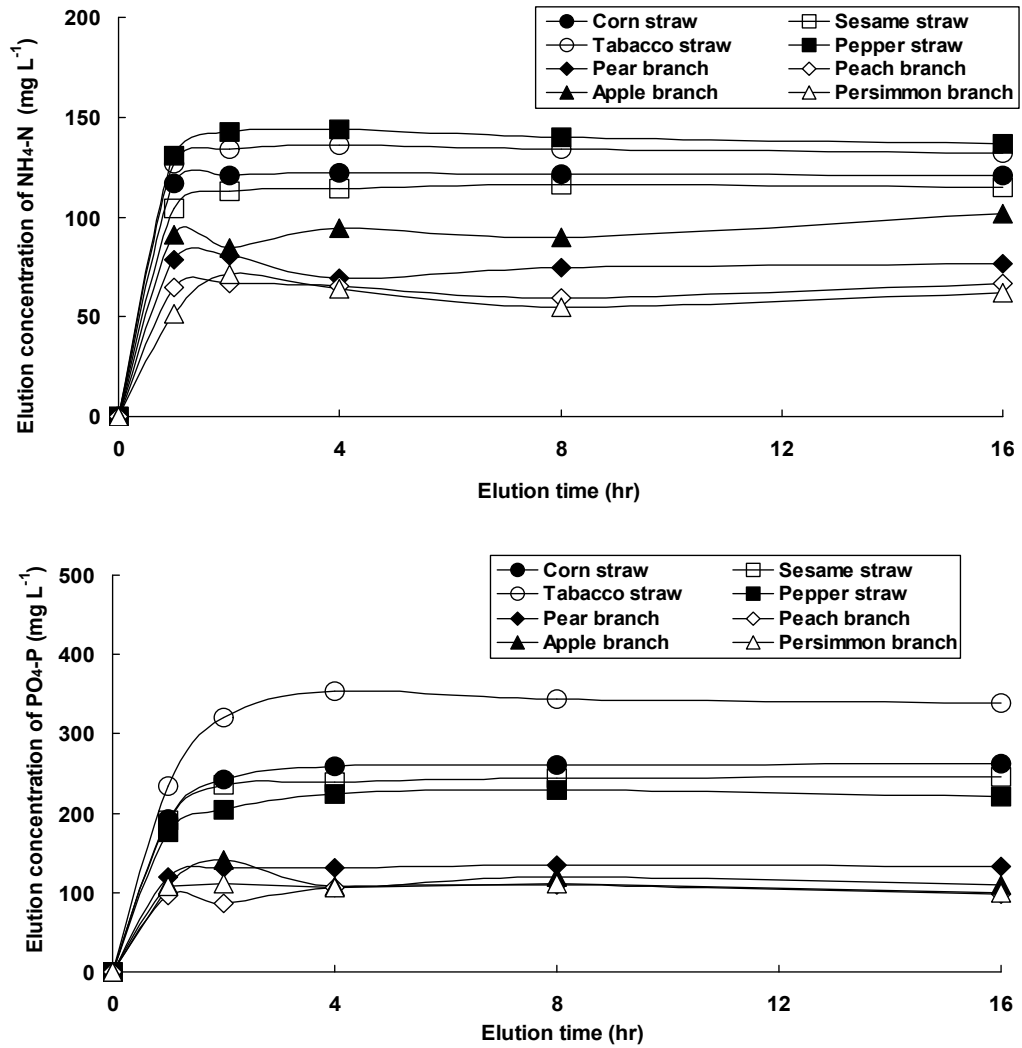 Elution concentration of NH4-N (mg L-1)
200
150
100
50
0
Corn straw Sesame straw
Tabacco straw Pepper straw
Pear branch Peach branch
Apple branch Persimmon branch
0 4 8 12 16
Elution time (hr)
Elution concentration of PO4-P (mg L-1)
500
400
300
200
100
0
Corn straw Sesame straw
Tabacco straw Pepper straw
Pear branch Peach branch
Apple branch Persimmon branch
0 4 8 12 16
Elution time (hr)